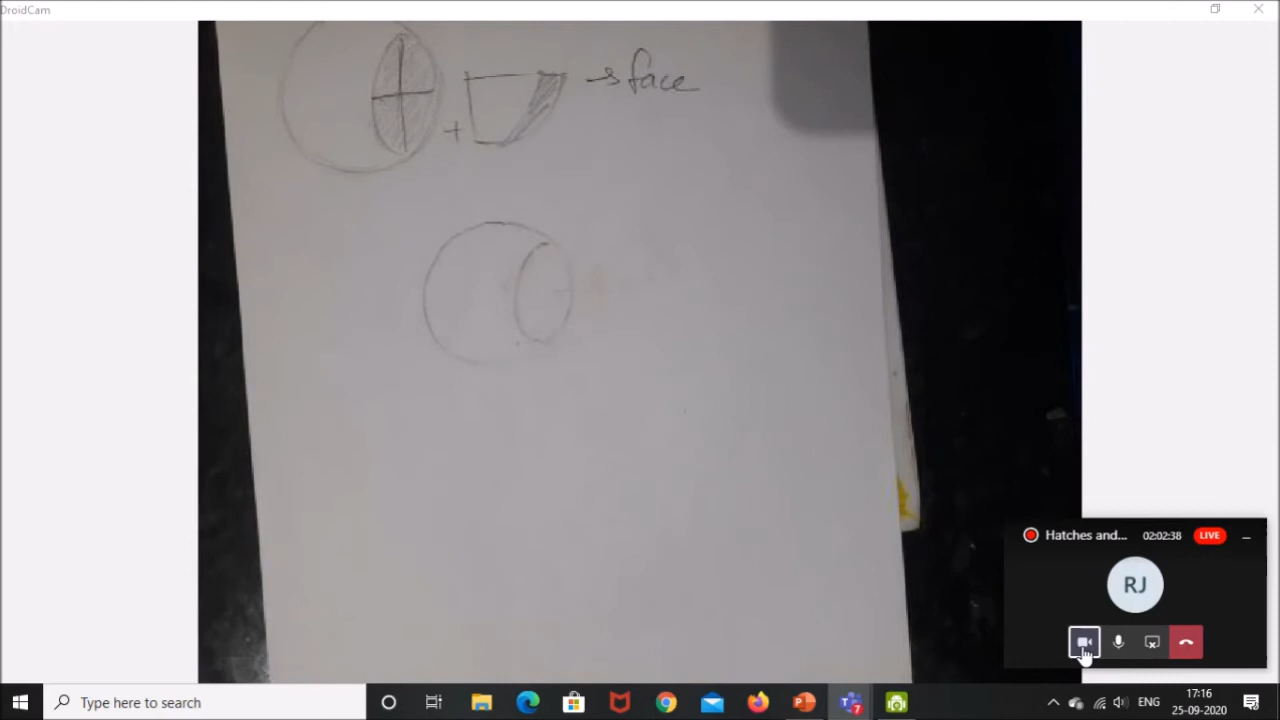 DroidCam
→ face
+
Hatches and...
02:02:38
LIVE
RJ
Type here to search
7
ENG
17:16
25-09-2020